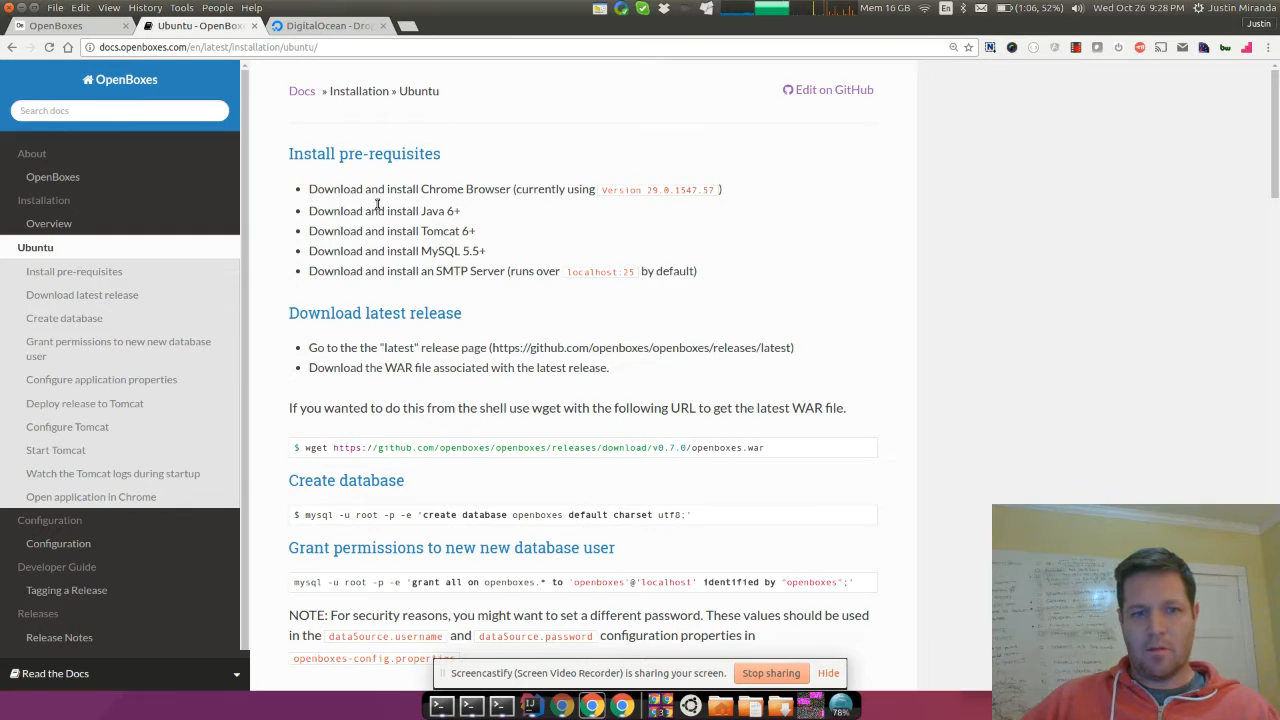 Mem 16 GB
En
(1:06, 52%)
Wed Oct 26 9:28 AM
Justin Miranda
OpenBoxes
Ubuntu - OpenBo
DigitalOcean - Drop
Justin
docs.openboxes.com/en/latest/installation/ubuntu/
OpenBoxes
Search docs
About
OpenBoxes
Installation
Overview
Ubuntu
Install pre-requisites
Download latest release
Create database
Grant permissions to new new database
user
Configure application properties
Deploy release to Tomcat
Configure Tomcat
Start Tomcat
Watch the Tomcat logs during startup
Open application in Chrome
Configuration
Configuration
Developer Guide
Tagging a Release
Releases
Release Notes
Read the Docs
Docs » Installation » Ubuntu
Edit on GitHub
Install pre-requisites
Download and install Chrome Browser (currently using Version 29.0.1547.57 )
Download and install Java 6+
Download and install Tomcat 6+
Download and install MySQL 5.5+
Download and install an SMTP Server (runs over localhost:25 by default)
Download latest release
Go to the the "latest" release page (https://github.com/openboxes/openboxes/releases/latest)
Download the WAR file associated with the latest release.
If you wanted to do this from the shell use wget with the following URL to get the latest WAR file.
$ wget https://github.com/openboxes/openboxes/releases/download/v0.7.0/openboxes.war
Create database
$ mysql -u root -p -e 'create database openboxes default charset utf8;'
Grant permissions to new new database user
mysql -u root -p -e 'grant all on openboxes.* to 'openboxes'@'localhost' identified by "openboxes";'
NOTE: For security reasons, you might want to set a different password. These values should be used
in the dataSource.username and dataSource.password configuration properties in
openboxes-config.properties
Screencastify (Screen Video Recorder) is sharing your screen.
Stop sharing
Hide
78%